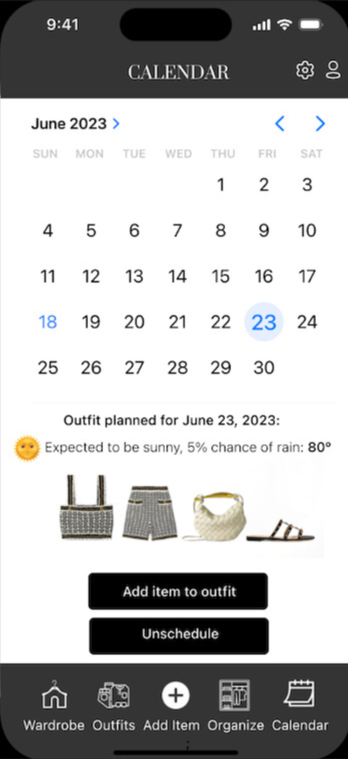 9:41
CALENDAR
June 2023
SUN MON TUE WED THU FRI SAT
1 2 3
4 5 6 7 8 9 10
11 12 13 14 15 16 17
18 19 20 21 22 23 24
25 26 27 28 29 30
Outfit planned for June 23, 2023:
Expected to be sunny, 5% chance of rain: 80º
Add item to outfit
Unschedule
Wardrobe Outfits Add Item Organize Calendar